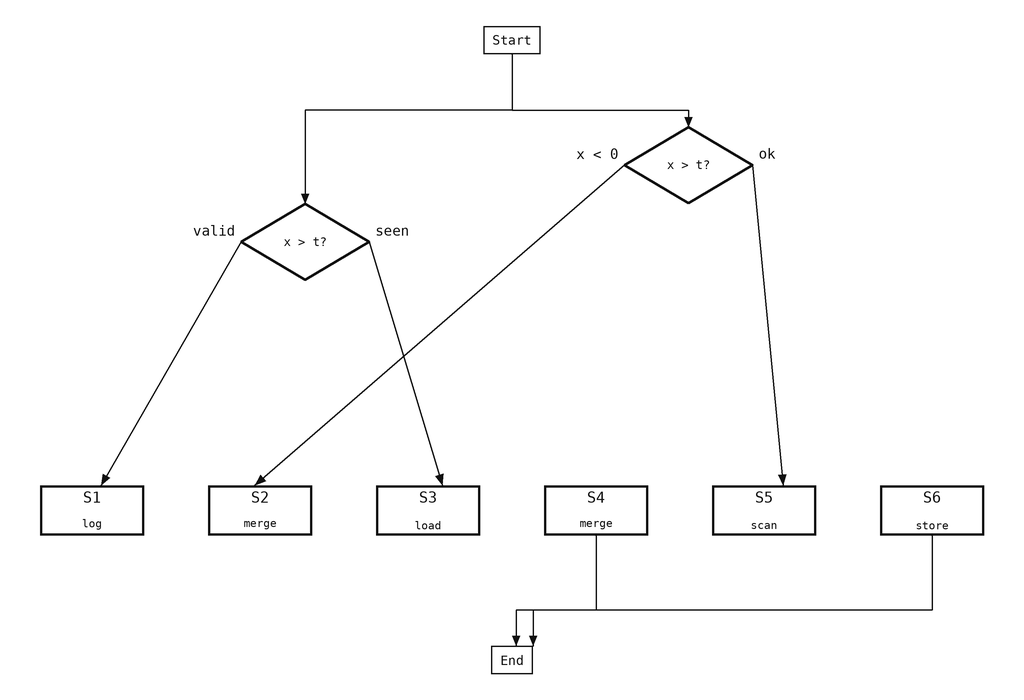 Start
x < 0
x > t?
ok
valid
x > t?
seen
S1
log
S2
merge
S3
load
S4
merge
S5
scan
S6
store
End